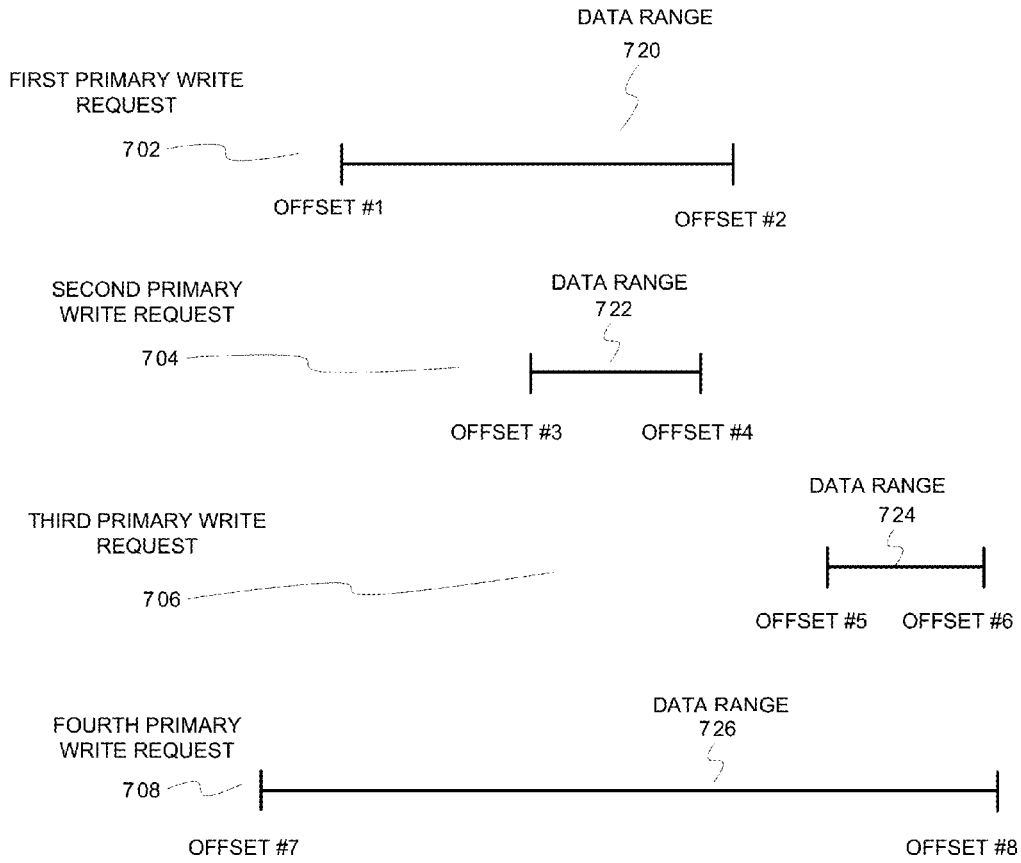 DATA RANGE
720
FIRST PRIMARY WRITE
REQUEST
702
OFFSET #1
OFFSET #2
SECOND PRIMARY
WRITE REQUEST
704
DATA RANGE
722
OFFSET #3
OFFSET #4
DATA RANGE
724
THIRD PRIMARY WRITE
REQUEST
706
OFFSET #5
OFFSET #6
DATA RANGE
726
FOURTH PRIMARY
WRITE REQUEST
708
OFFSET #7
OFFSET #8